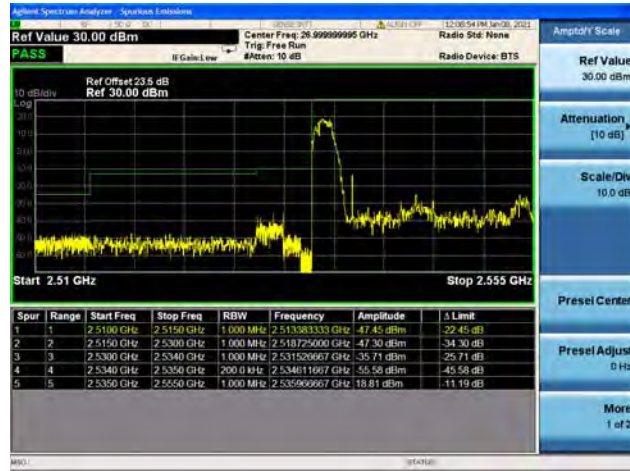 Agilent Spectrum Analyzer - Spurious Emissions
RF 50 Ω DC SENSE:INT ALIGN OFF 12:08:54 PM Jan 08, 2021
Ref Value 30.00 dBm
Center Freq: 26.999999995 GHz
Radio Std: None
Trig: Free Run
PASS
IFGain:Low
#Atten: 10 dB
Radio Device: BTS
Ref Offset 23.5 dB
10 dB/div Ref 30.00 dBm
Log
20.0
10.0
Start 2.51 GHz Stop 2.555 GHz
Spur Range Start Freq Stop Freq RBW Frequency Amplitude Δ Limit
1 1 2.5100 GHz 2.5150 GHz 1.000 MHz 2.513383333 GHz -47.45 dBm -22.45 dB
2 2 2.5150 GHz 2.5300 GHz 1.000 MHz 2.518725000 GHz -47.30 dBm -34.30 dB
3 3 2.5300 GHz 2.5340 GHz 1.000 MHz 2.531526667 GHz -35.71 dBm -25.71 dB
4 4 2.5340 GHz 2.5350 GHz 200.0 kHz 2.534611667 GHz -55.58 dBm -45.58 dB
5 5 2.5350 GHz 2.5550 GHz 1.000 MHz 2.535966667 GHz 18.81 dBm -11.19 dB
MSG
STATUS
Amptd/Y Scale
Ref Value
30.00 dBm
Attenuation
[10 dB]
Scale/Div
10.0 dB
Presel Center
Presel Adjust
0 Hz
More
1 of 2